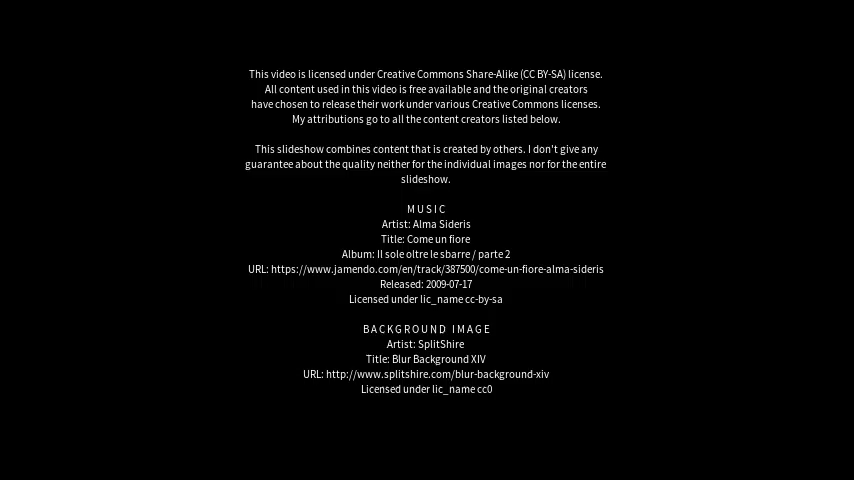 This video is licensed under Creative Commons Share-Alike (CC BY-SA) license.
All content used in this video is free available and the original creators
have chosen to release their work under various Creative Commons licenses.
My attributions go to all the content creators listed below.
This slideshow combines content that is created by others. I don't give any
guarantee about the quality neither for the individual images nor for the entire
slideshow.
MUSIC
Artist: Alma Sideris
Title: Come un fiore
Album: Il sole oltre le sbarre / parte 2
URL: https://www.jamendo.com/en/track/387500/come-un-fiore-alma-sideris
Released: 2009-07-17
Licensed under lic_name cc-by-sa
BACKGROUND IMAGE
Artist: SplitShire
Title: Blur Background XIV
URL: http://www.splitshire.com/blur-background-xiv
Licensed under lic_name cc0